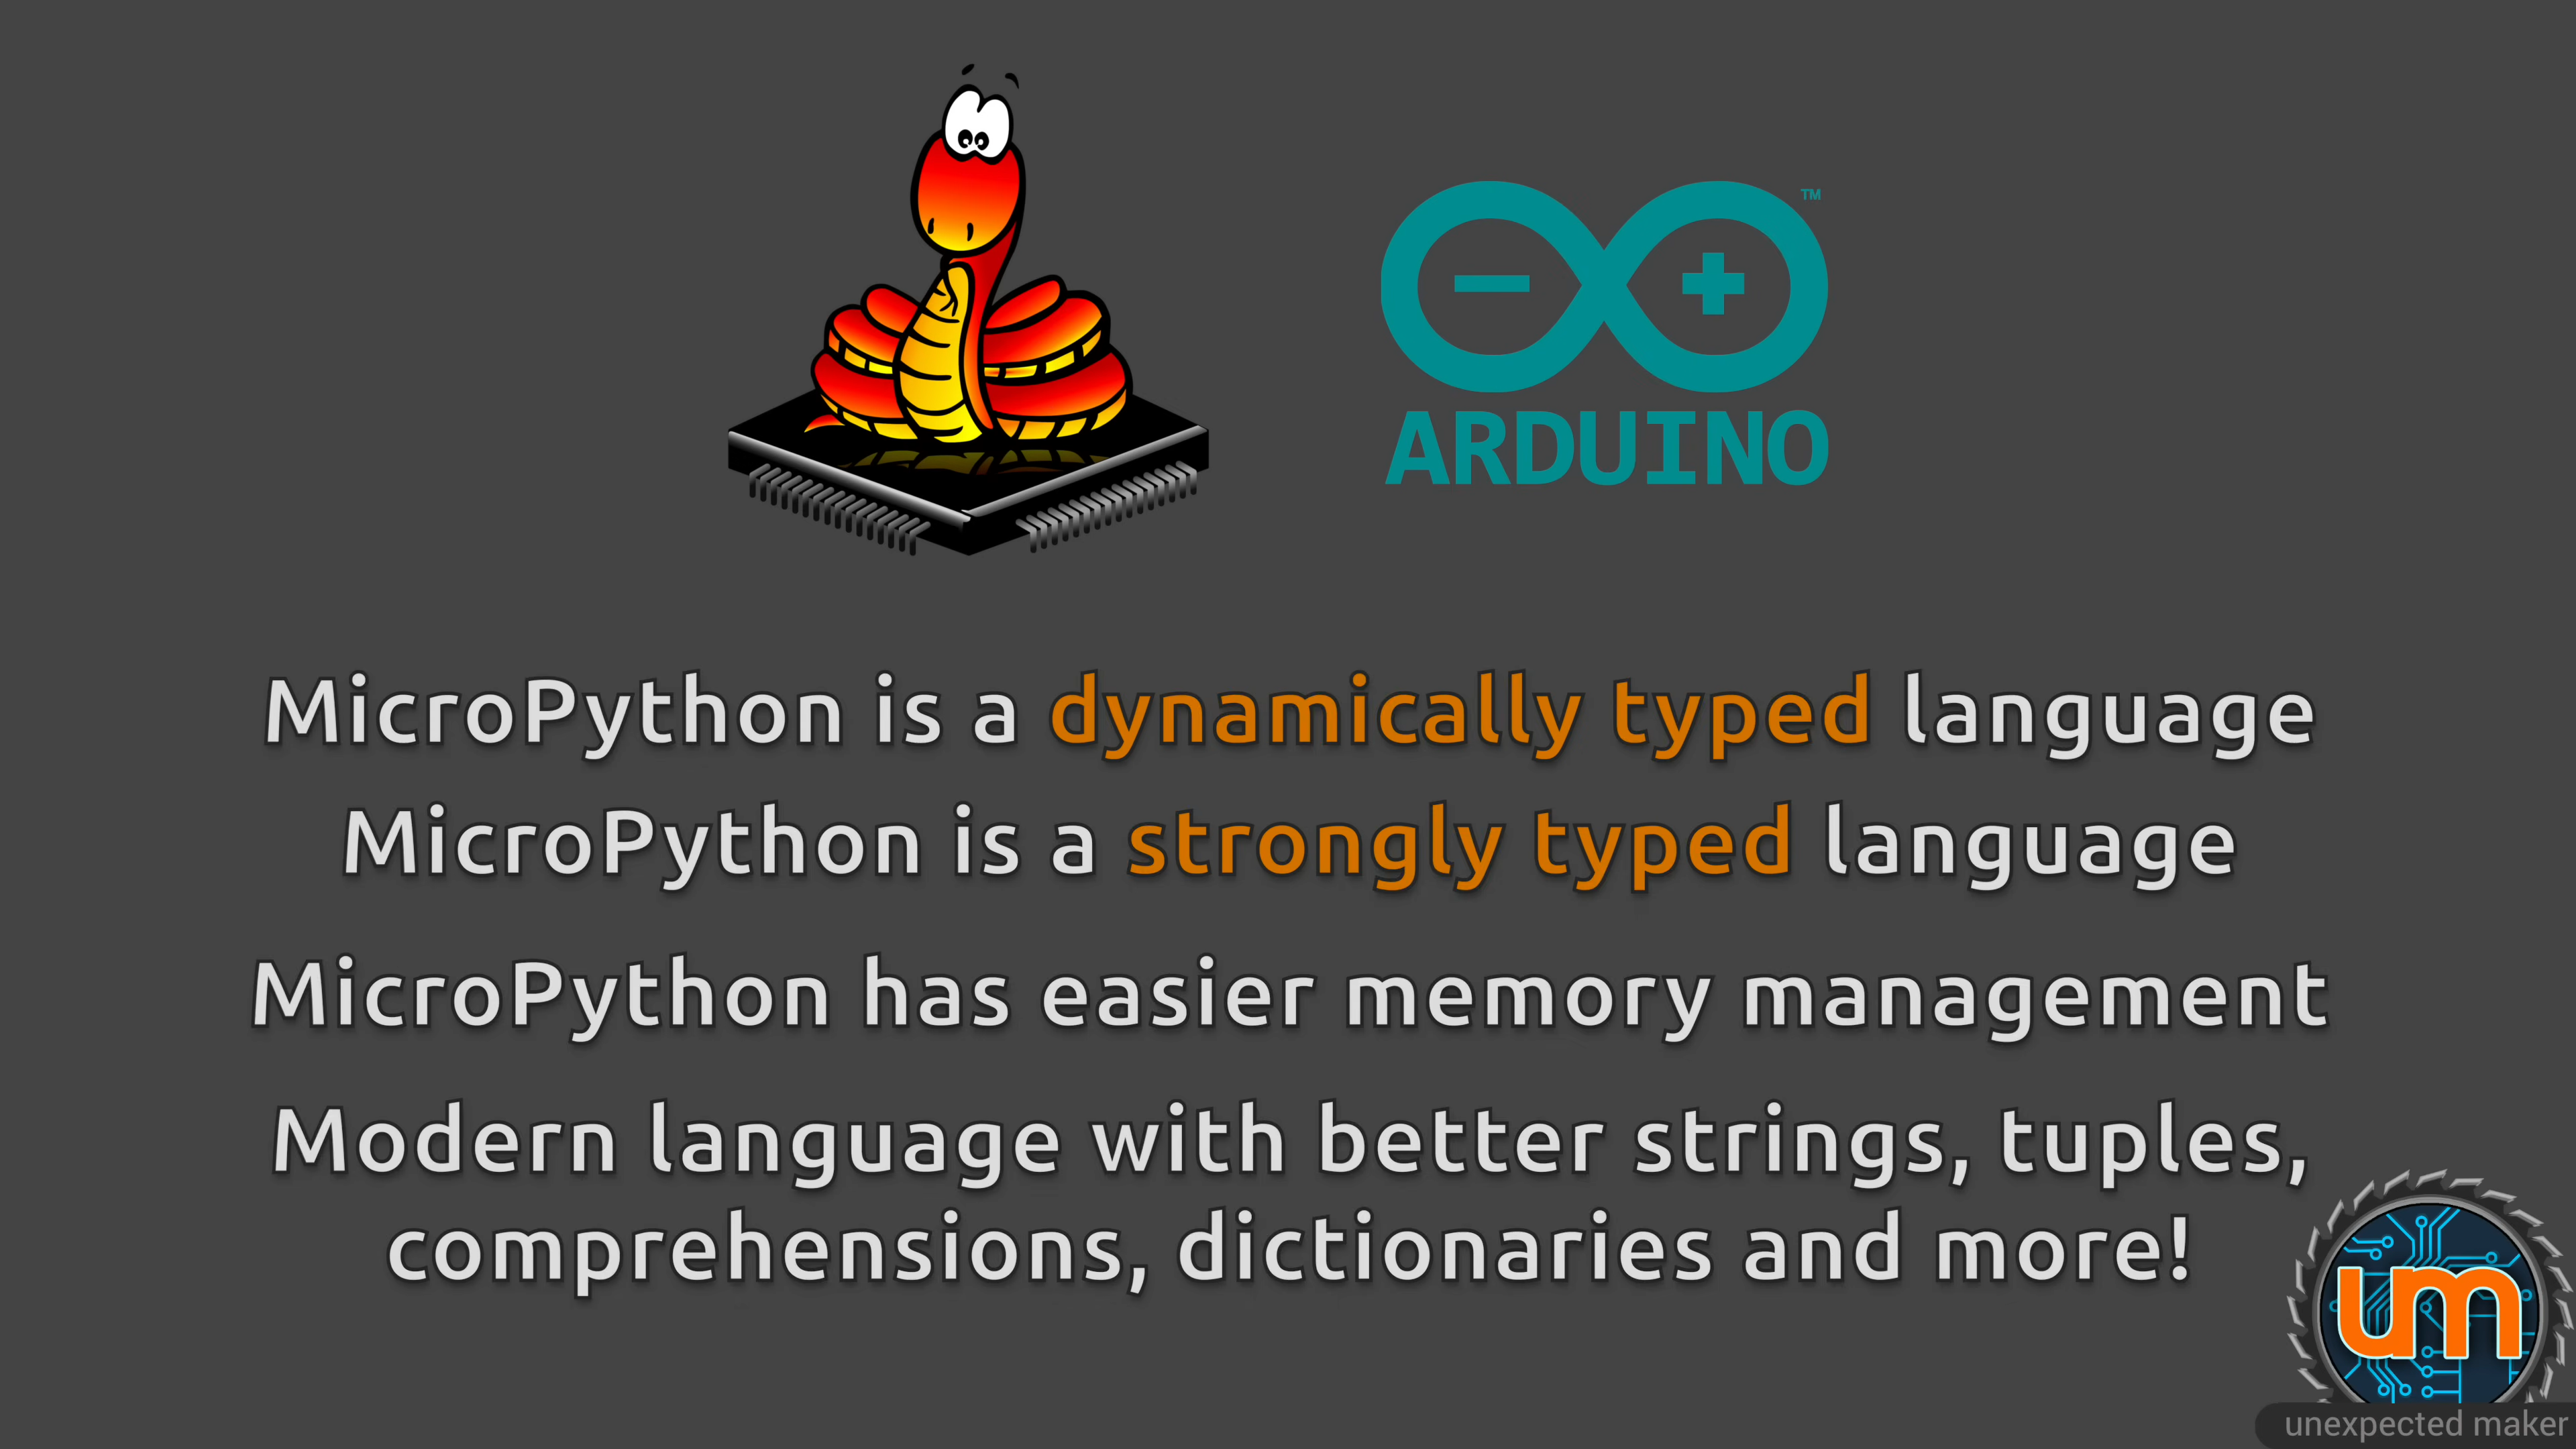 TM
ARDUINO
MicroPython is a dynamically typed language
MicroPython is a strongly typed language
MicroPython has easier memory management
Modern language with better strings, tuples,
comprehensions, dictionaries and more!
um
unexpected maker